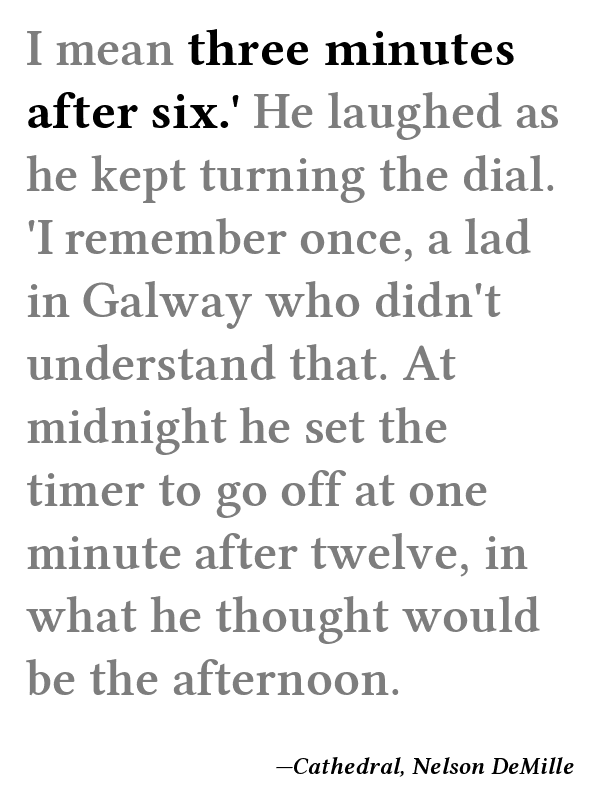 I mean three minutes
after six.' He laughed as
he kept turning the dial.
'I remember once, a lad
in Galway who didn't
understand that. At
midnight he set the
timer to go off at one
minute after twelve, in
what he thought would
be the afternoon.
—Cathedral, Nelson DeMille